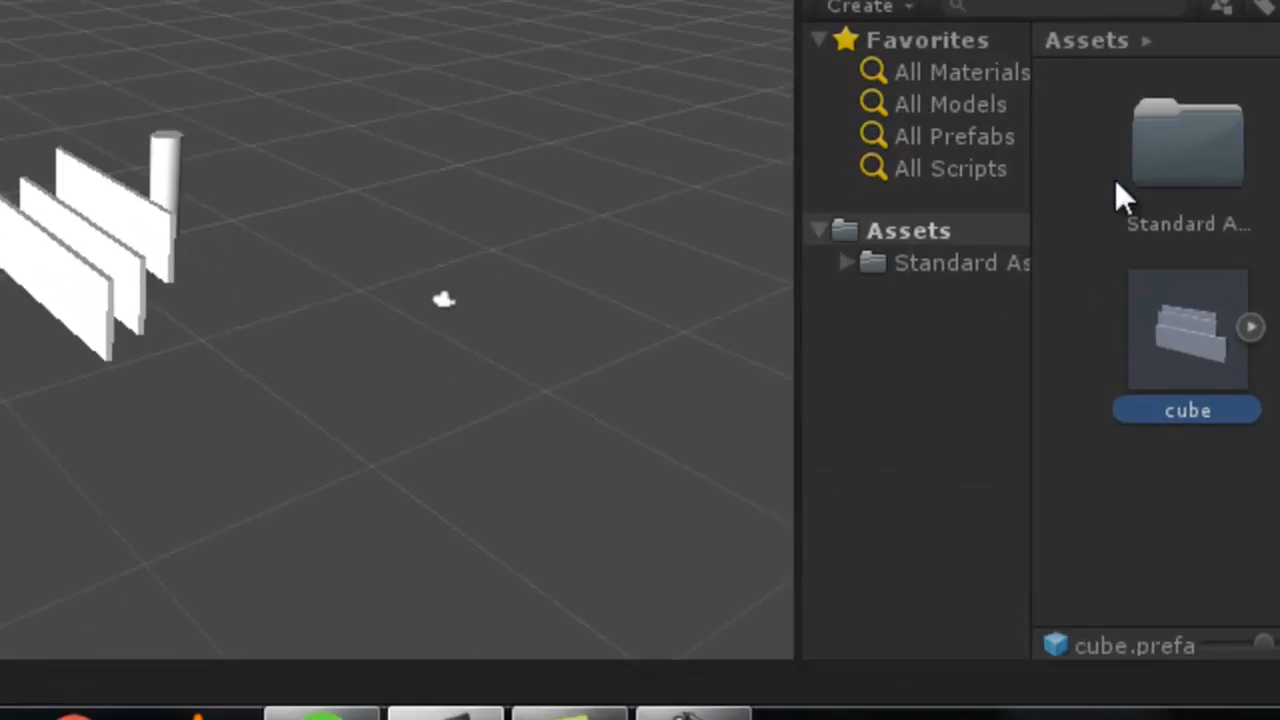 Create
Favorites
All Materials
All Models
All Prefabs
All Scripts
Assets
Standard As
Assets
Standard A...
cube
cube.prefa